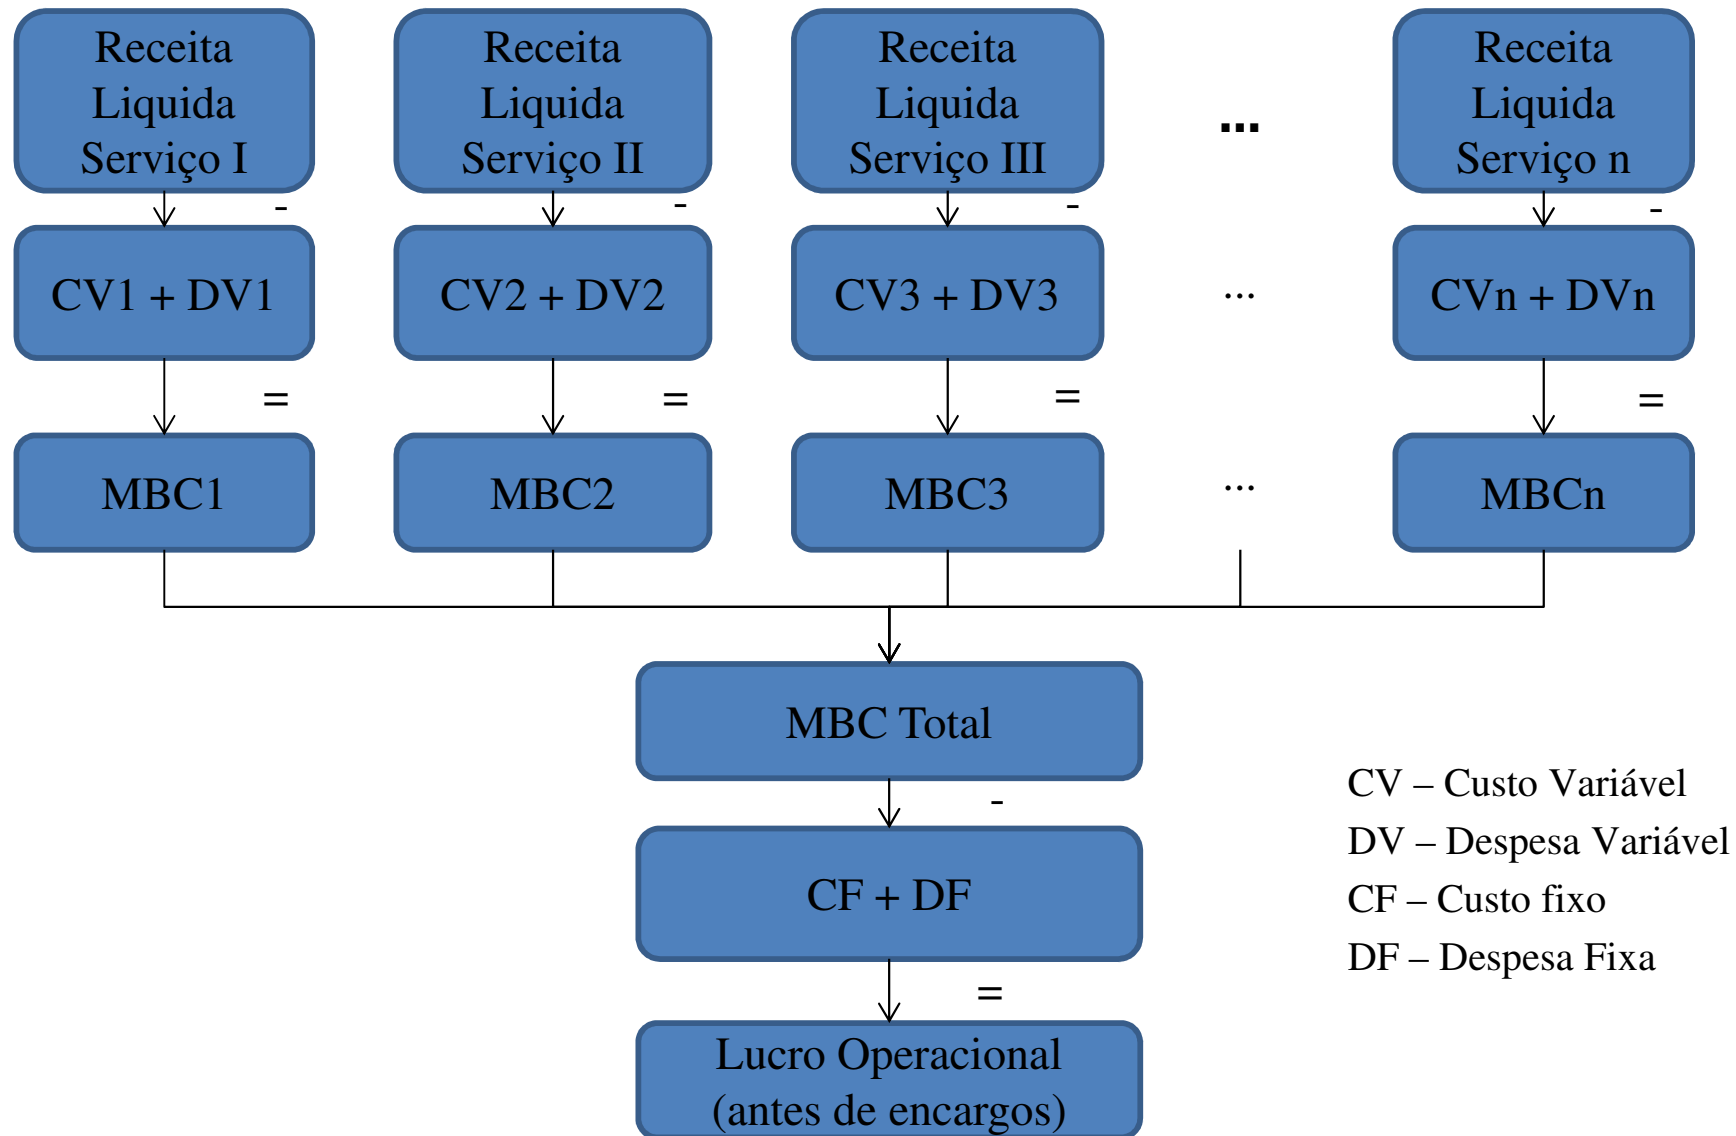 Receita
Liquida
Serviço I
Receita
Liquida
Serviço II
Receita
Liquida
Serviço III
...
Receita
Liquida
Serviço n
-
-
-
-
CV1 + DV1
CV2 + DV2
CV3 + DV3
...
CVn + DVn
=
=
=
=
MBC1
MBC2
MBC3
...
MBCn
MBC Total
-
CF + DF
=
Lucro Operacional
(antes de encargos)
CV – Custo Variável
DV – Despesa Variável
CF – Custo fixo
DF – Despesa Fixa